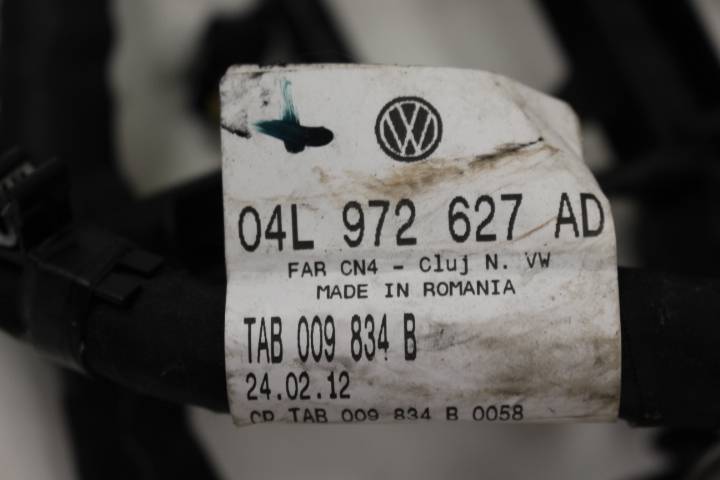 04L 972 627 AD
FAR CN4 - Cluj N. VW
MADE IN ROMANIA
TAB 009 834 B
24.02.12
CP TAB 009 834 B 0058